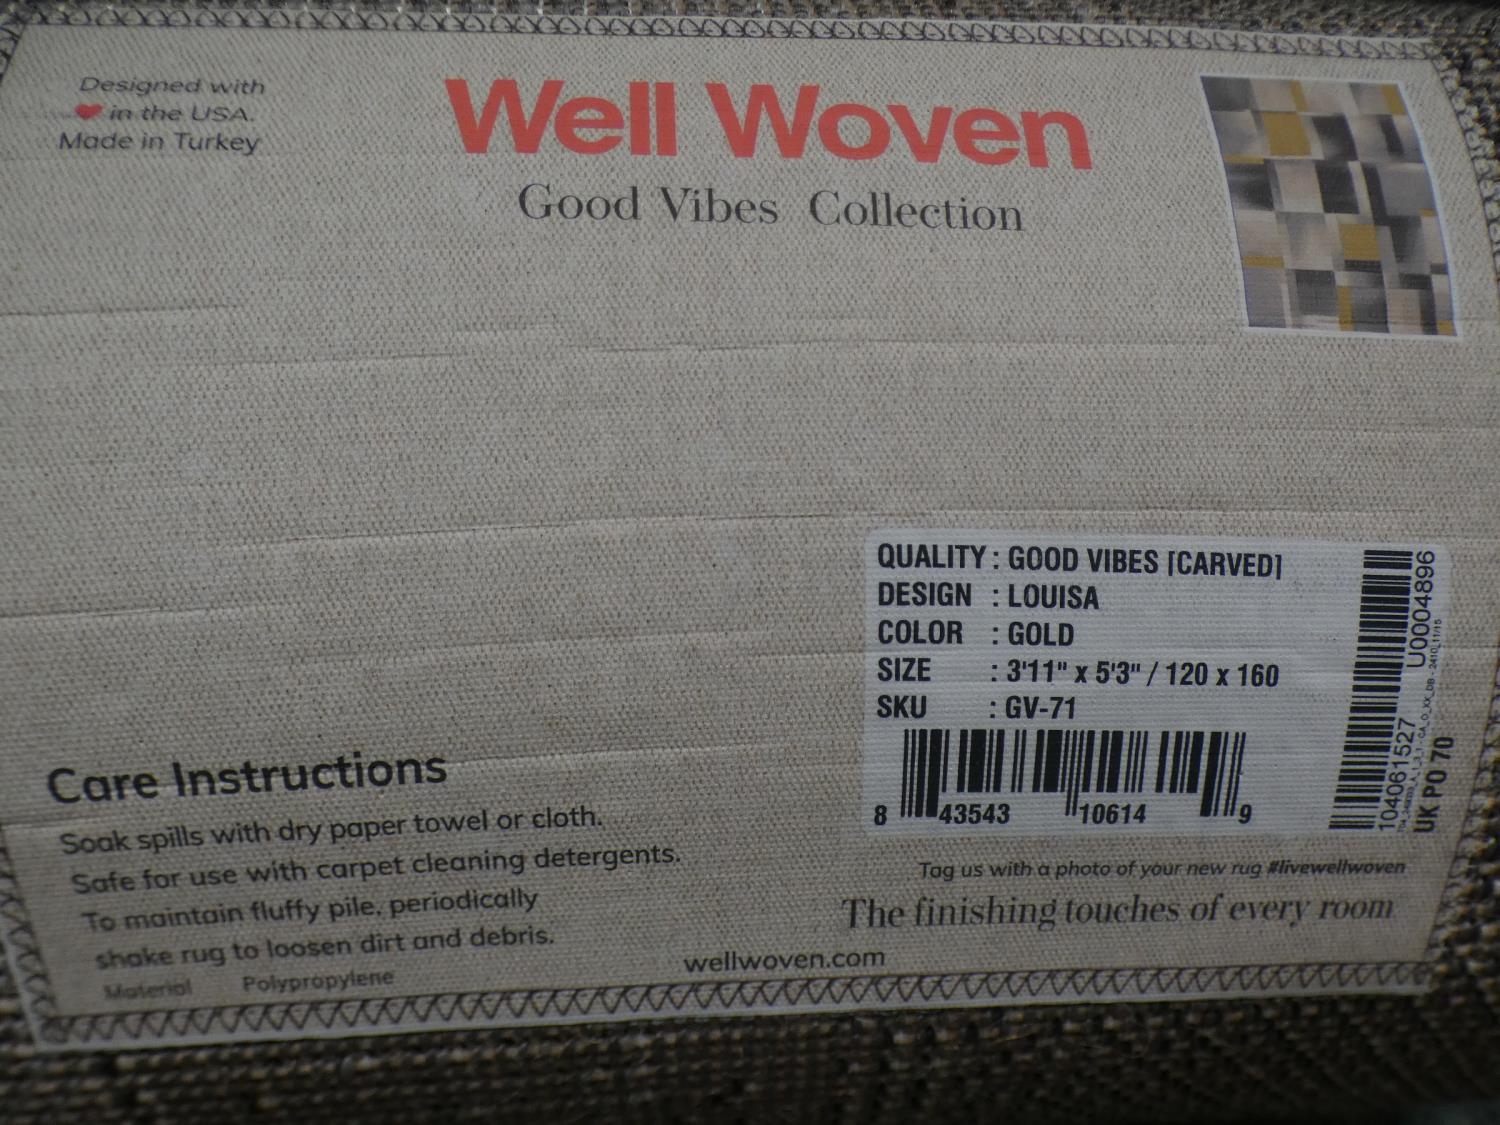 Designed with
❤ in the USA.
Made in Turkey
Well Woven
Good Vibes Collection
QUALITY : GOOD VIBES [CARVED]
DESIGN : LOUISA
COLOR : GOLD
SIZE : 3'11" x 5'3" / 120 x 160
SKU : GV-71
8 43543 10614 9
104061527 U0004896
UK PO 70
Care Instructions
Soak spills with dry paper towel or cloth.
Safe for use with carpet cleaning detergents.
To maintain fluffy pile, periodically
shake rug to loosen dirt and debris.
Material Polypropylene
Tag us with a photo of your new rug #livewellwoven
The finishing touches of every room
wellwoven.com